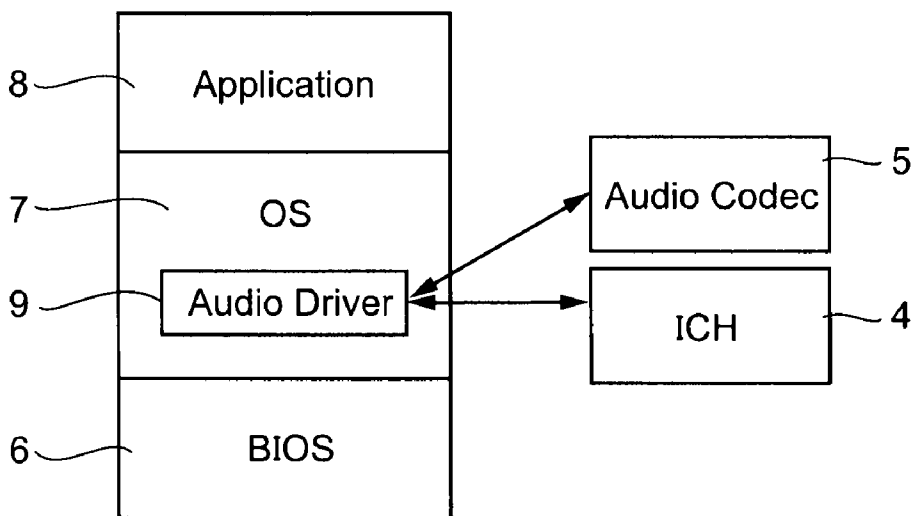 8
Application
5
Audio Codec
7
OS
9
Audio Driver
4
ICH
6
BIOS